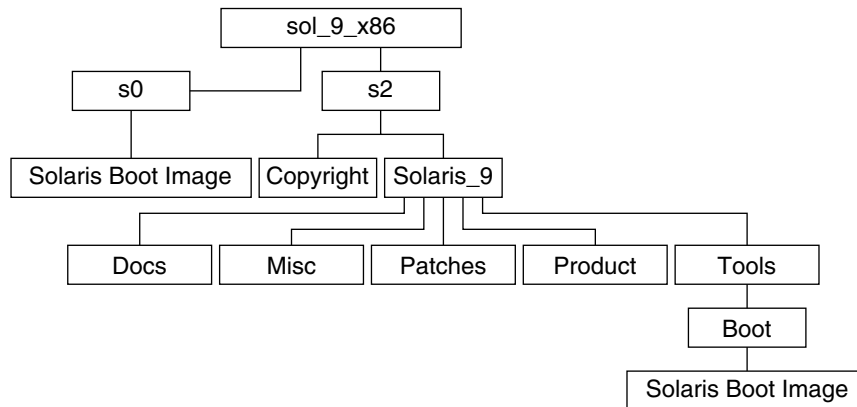 sol_9_x86
s0
s2
Solaris Boot Image
Copyright
Solaris_9
Docs
Misc
Patches
Product
Tools
Boot
Solaris Boot Image